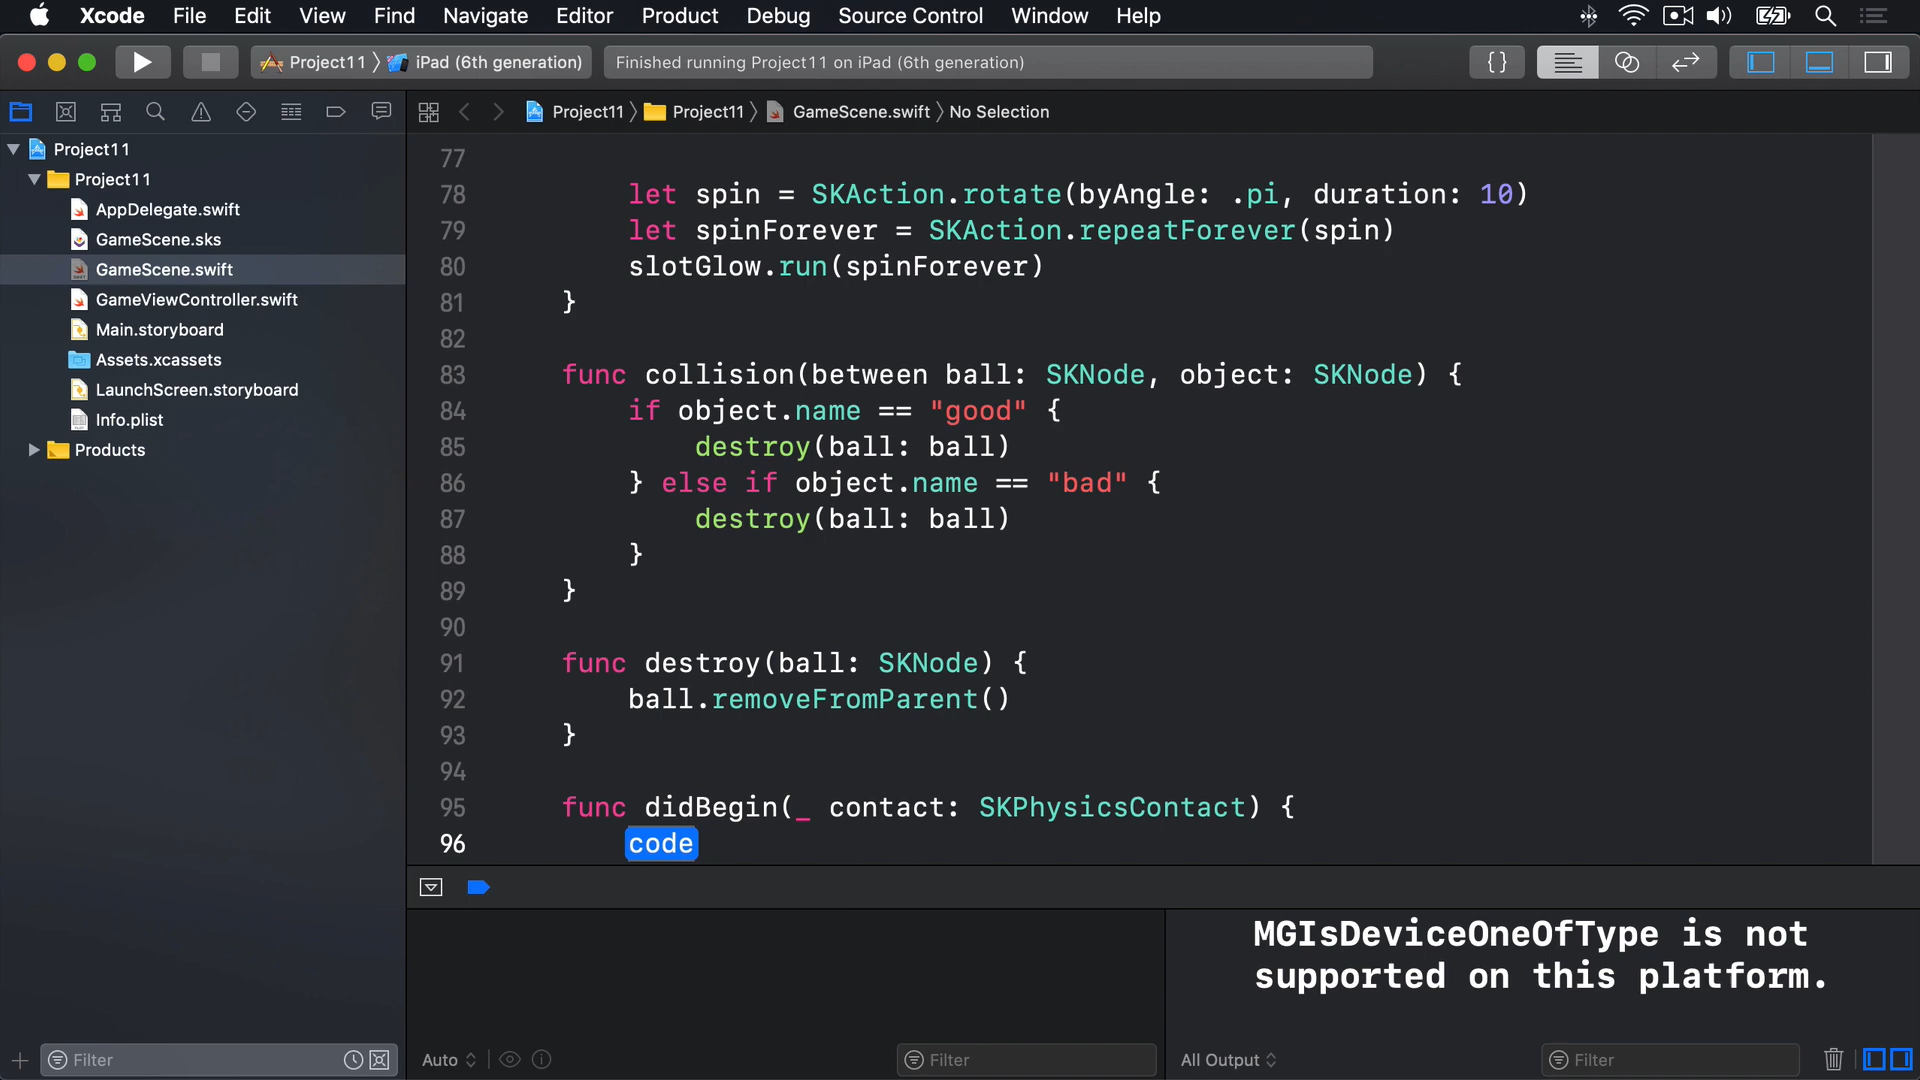 Xcode File Edit View Find Navigate Editor Product Debug Source Control Window Help
Project11 iPad (6th generation) Finished running Project11 on iPad (6th generation) {}
Project11 Project11 GameScene.swift No Selection
Project11
Project11
AppDelegate.swift
GameScene.sks
GameScene.swift
GameViewController.swift
Main.storyboard
Assets.xcassets
LaunchScreen.storyboard
Info.plist
Products
77
78 let spin = SKAction.rotate(byAngle: .pi, duration: 10)
79 let spinForever = SKAction.repeatForever(spin)
80 slotGlow.run(spinForever)
81 }
82
83 func collision(between ball: SKNode, object: SKNode) {
84 if object.name == "good" {
85 destroy(ball: ball)
86 } else if object.name == "bad" {
87 destroy(ball: ball)
88 }
89 }
90
91 func destroy(ball: SKNode) {
92 ball.removeFromParent()
93 }
94
95 func didBegin(_ contact: SKPhysicsContact) {
96 code
MGIsDeviceOneOfType is not
supported on this platform.
Filter Auto Filter All Output Filter